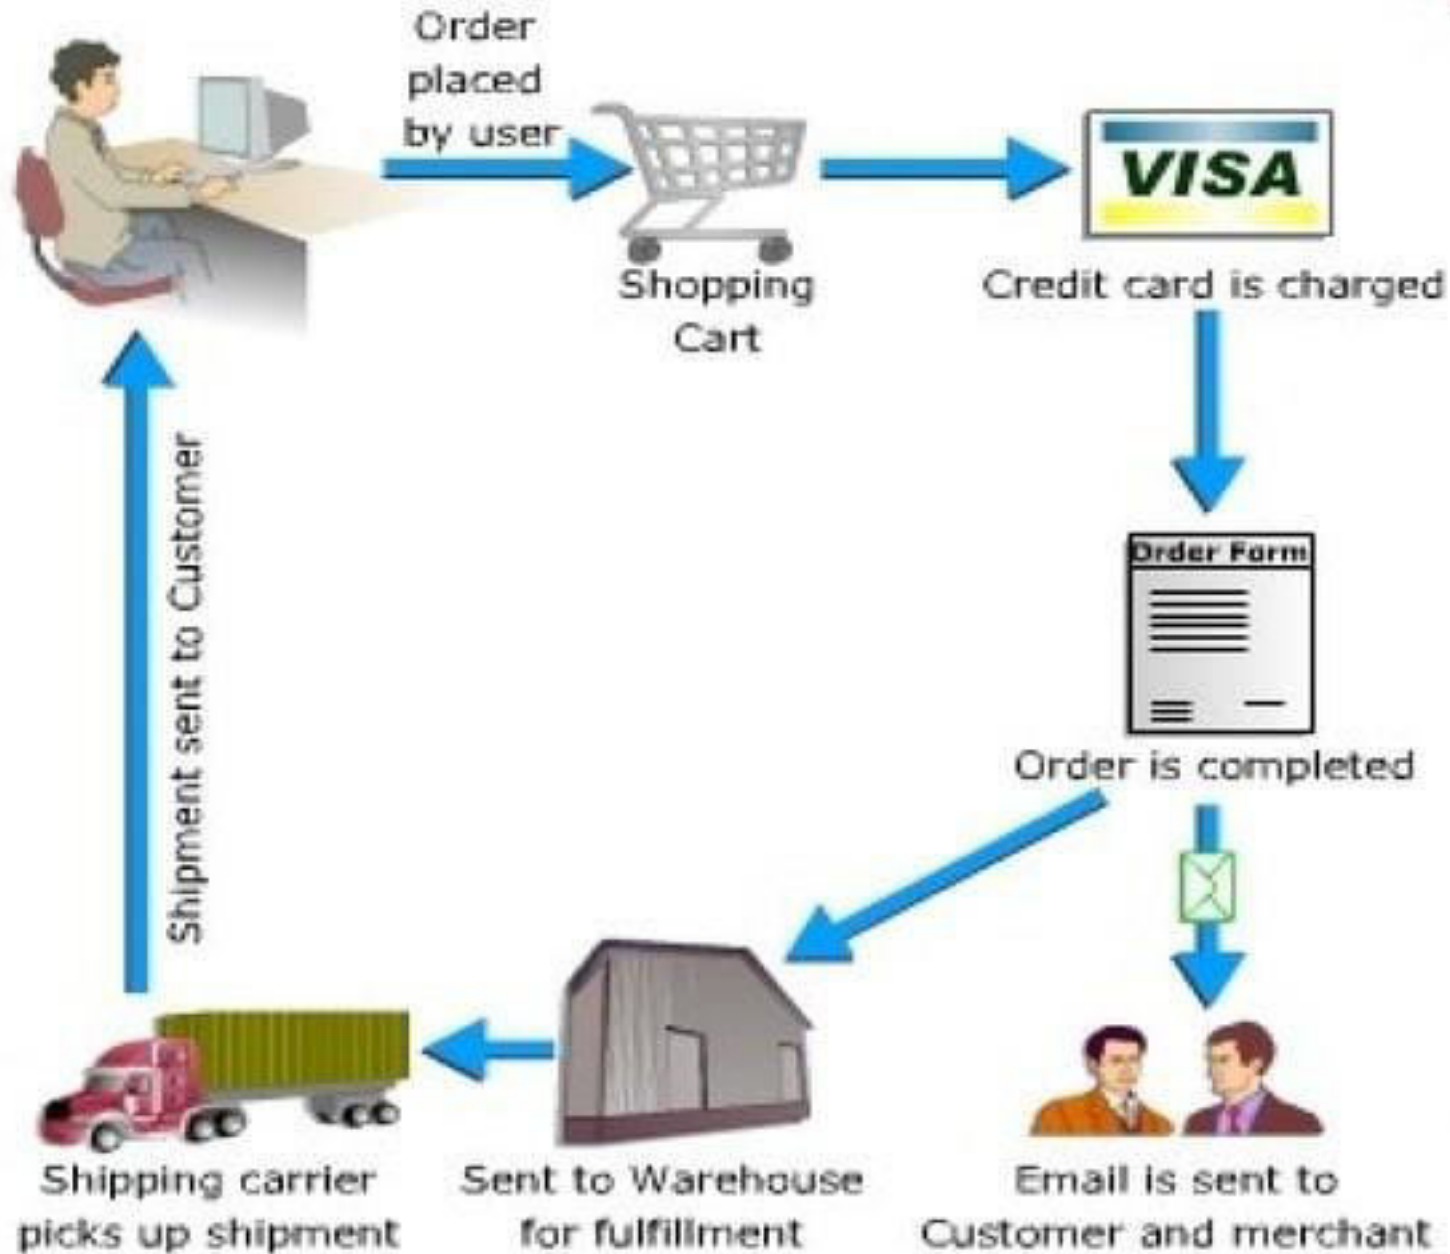 Order
placed
by user
Shopping
Cart
VISA
Credit card is charged
Order Form
Order is completed
Shipment sent to Customer
Shipping carrier
picks up shipment
Sent to Warehouse
for fulfillment
Email is sent to
Customer and merchant